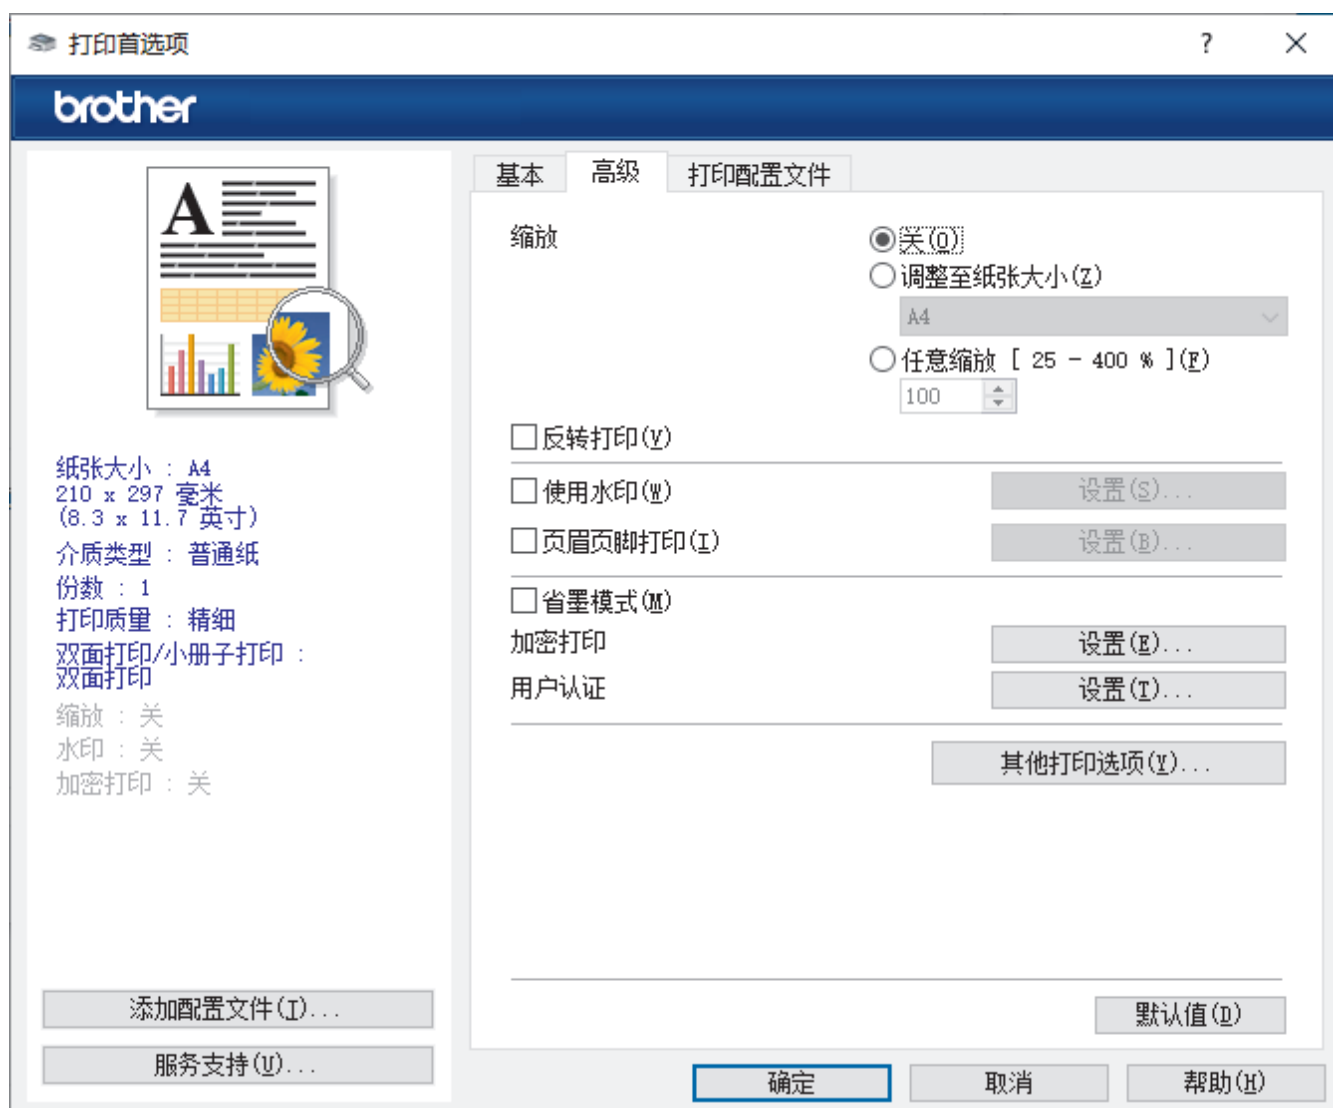 打印首选项
?
brother
A
纸张大小 : A4
210 x 297 毫米
(8.3 x 11.7 英寸)
介质类型 : 普通纸
份数 : 1
打印质量 : 精细
双面打印/小册子打印 :
双面打印
缩放 : 关
水印 : 关
加密打印 : 关
添加配置文件(I)...
服务支持(U)...
基本 高级 打印配置文件
缩放
关(O)
调整至纸张大小(Z)
A4
任意缩放 [ 25 - 400 % ](F)
100
反转打印(V)
使用水印(W) 设置(S)...
页眉页脚打印(I) 设置(B)...
省墨模式(M)
加密打印 设置(E)...
用户认证 设置(T)...
其他打印选项(Y)...
默认值(D)
确定 取消 帮助(H)